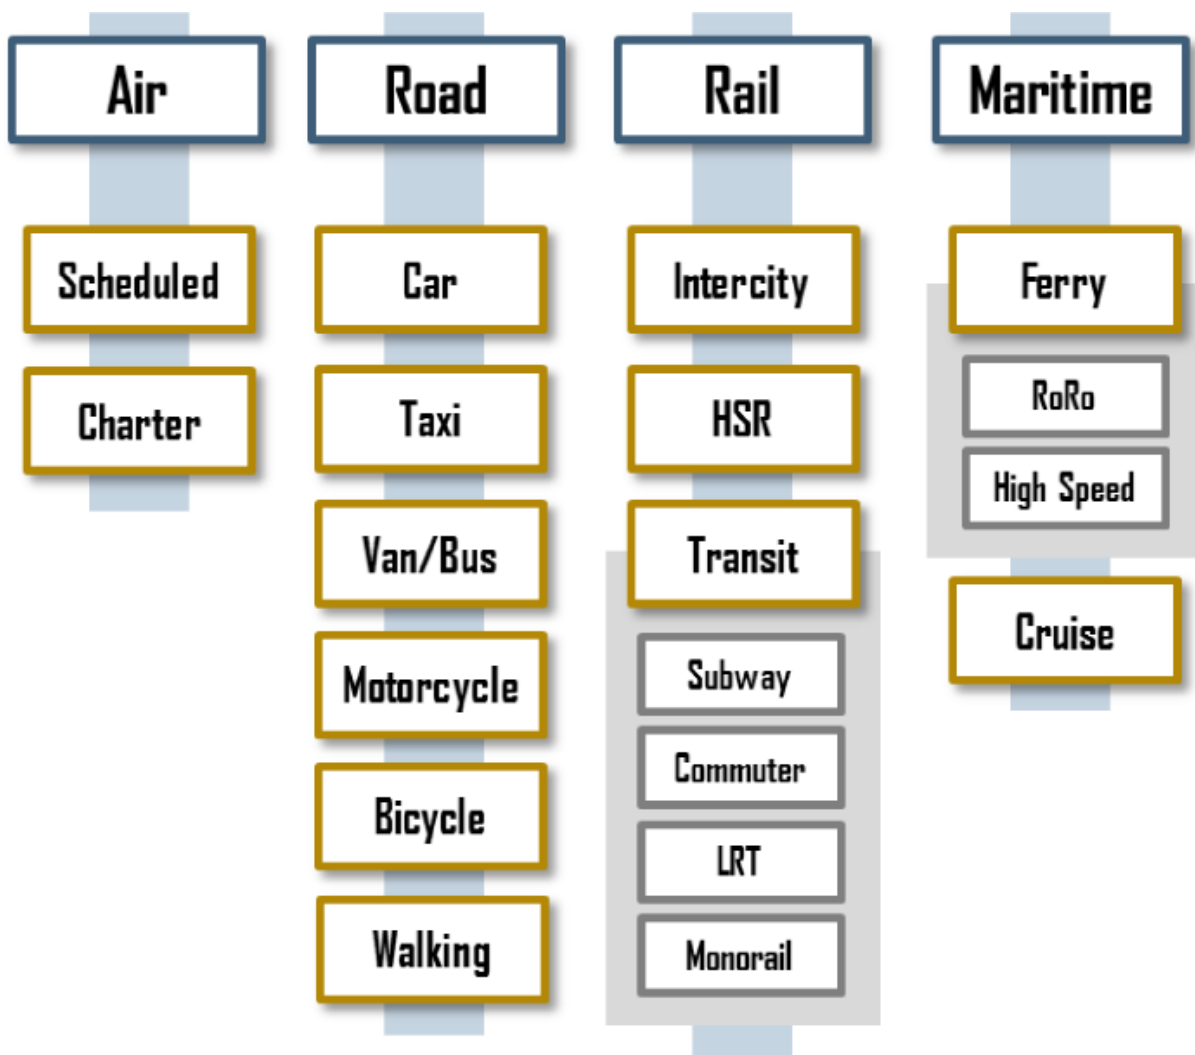 Air
Scheduled
Charter
Road
Car
Taxi
Van/Bus
Motorcycle
Bicycle
Walking
Rail
Intercity
HSR
Transit
Subway
Commuter
LRT
Monorail
Maritime
Ferry
RoRo
High Speed
Cruise